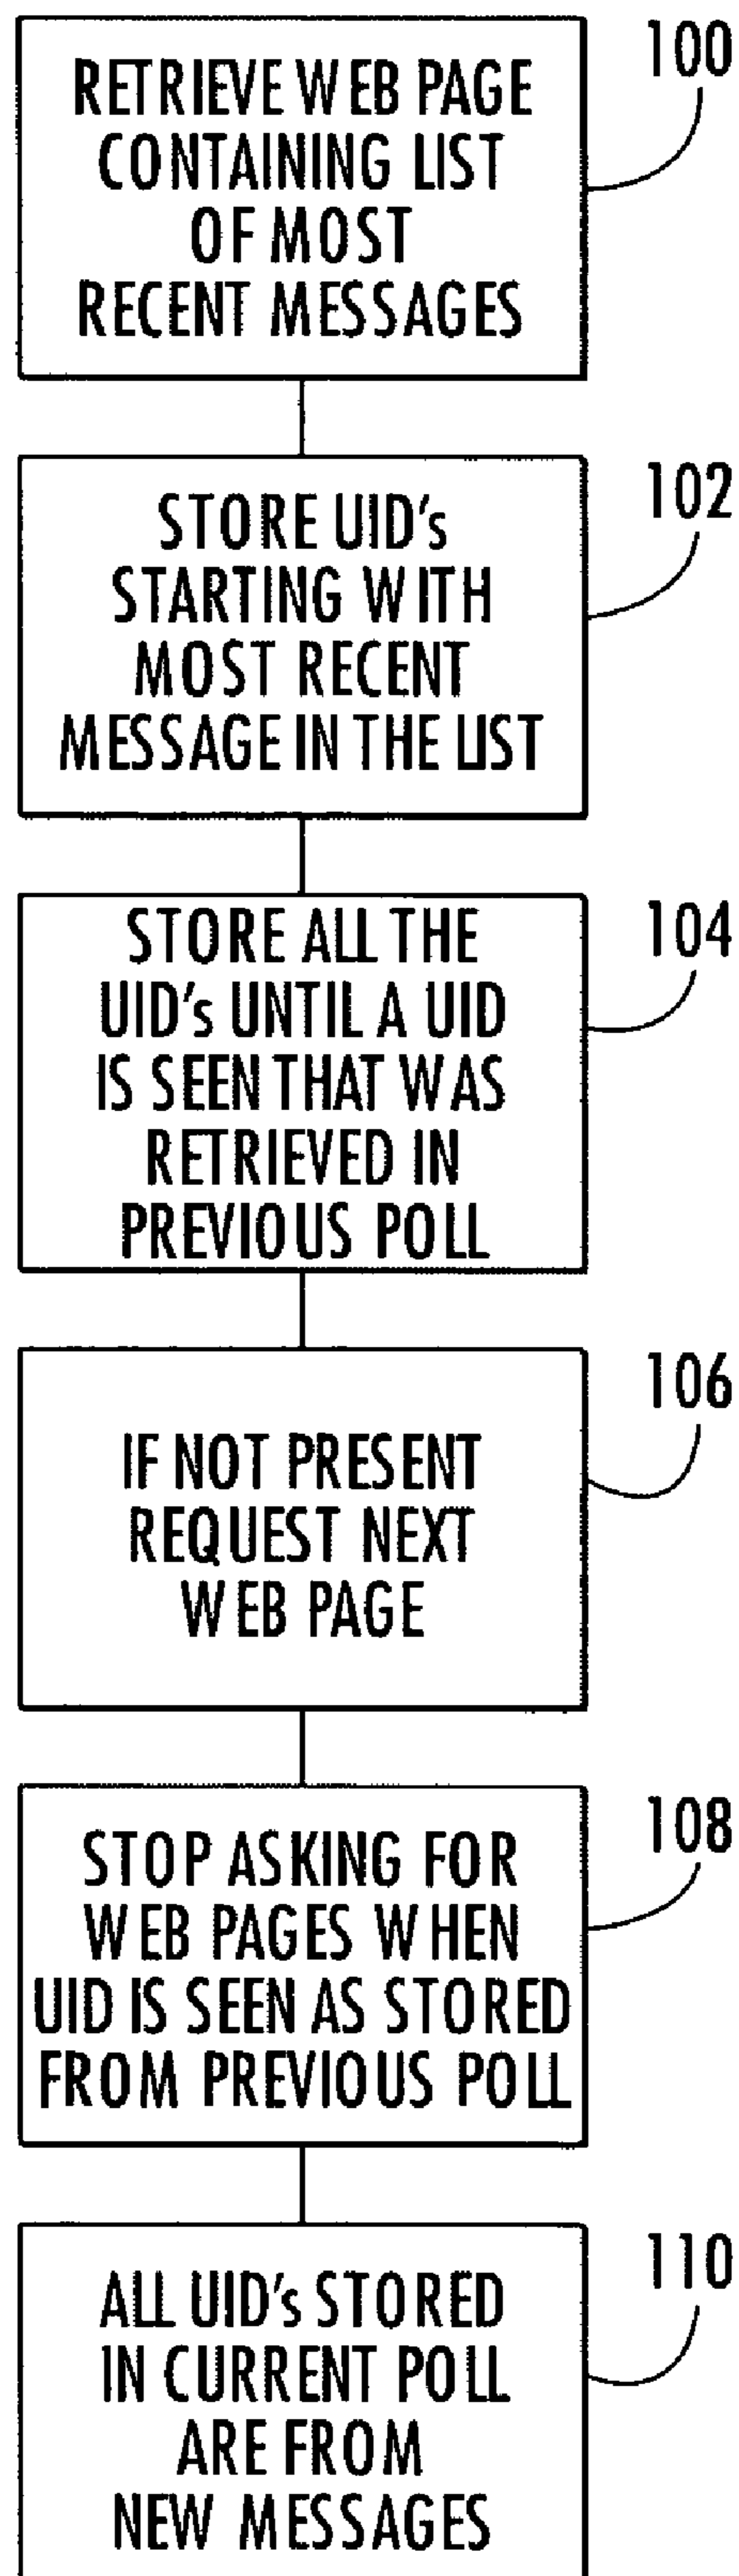 RETRIEVE WEB PAGE
CONTAINING LIST
OF MOST
RECENT MESSAGES
100
STORE UID's
STARTING WITH
MOST RECENT
MESSAGE IN THE LIST
102
STORE ALL THE
UID's UNTIL A UID
IS SEEN THAT WAS
RETRIEVED IN
PREVIOUS POLL
104
IF NOT PRESENT
REQUEST NEXT
WEB PAGE
106
STOP ASKING FOR
WEB PAGES WHEN
UID IS SEEN AS STORED
FROM PREVIOUS POLL
108
ALL UID's STORED
IN CURRENT POLL
ARE FROM
NEW MESSAGES
110